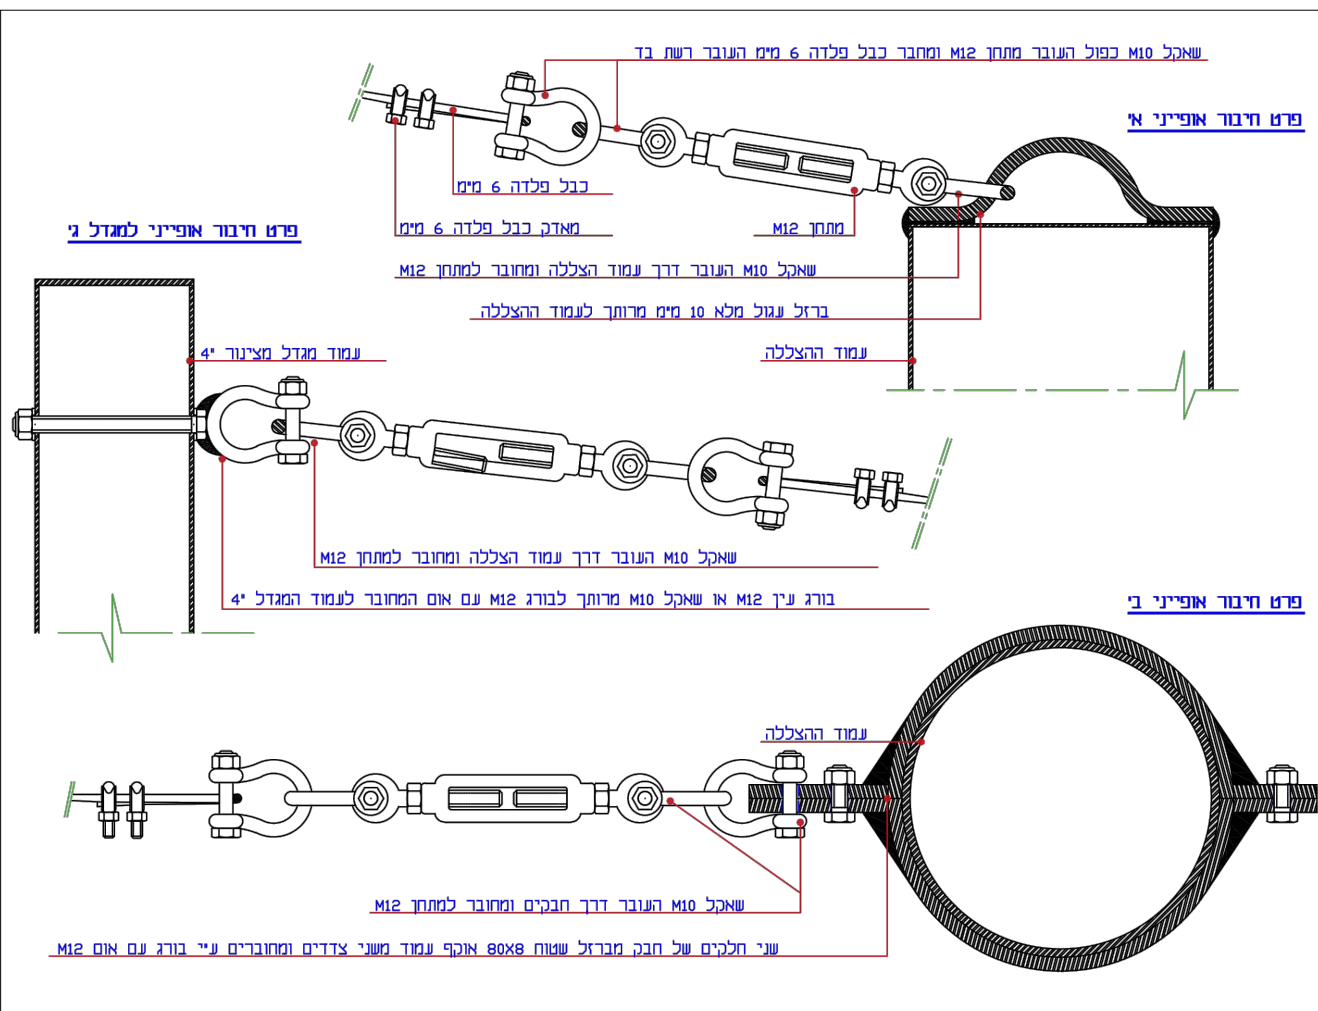 שאקל M10 כפול העובר מתחן M12 ומחבר כבל פלדה 6 מ"מ העובר רשת בד
פרט חיבור אופייני א'
כבל פלדה 6 מ"מ
מאדק כבל פלדה 6 מ"מ
מתחן M12
פרט חיבור אופייני למגדל ג'
שאקל M10 העובר דרך עמוד הצללה ומחובר למתחן M12
ברזל עגול מלא 10 מ"מ מרותך לעמוד ההצללה
עמוד ההצללה
עמוד מגדל מצינור 4"
שאקל M10 העובר דרך עמוד הצללה ומחובר למתחן M12
בורג עין M12 או שאקל M10 מרותך לבורג M12 עם אום המחובר לעמוד המגדל 4"
פרט חיבור אופייני ב'
עמוד ההצללה
שאקל M10 העובר דרך חבקים ומחובר למתחן M12
שני חלקים של חבק מברזל שטוח 80X8 אוקף עמוד משני צדדים ומחוברים ע"י בורג עם אום M12